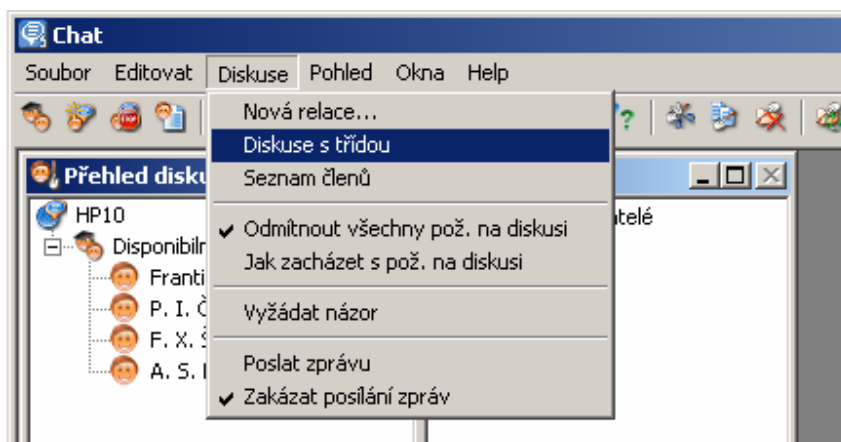 Chat
Soubor Editovat Diskuse Pohled Okna Help
Nová relace...
Diskuse s třídou
Seznam členů
Odmítnout všechny pož. na diskusi
Jak zacházet s pož. na diskusi
Vyžádat názor
Poslat zprávu
Zakázat posílání zpráv
Přehled disku
HP10
Disponibiln
Franti
P. I. Č
F. X. Š
A. S.
telé